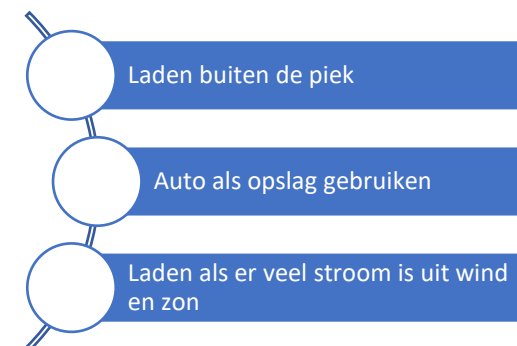 Laden buiten de piek
Auto als opslag gebruiken
Laden als er veel stroom is uit wind
en zon